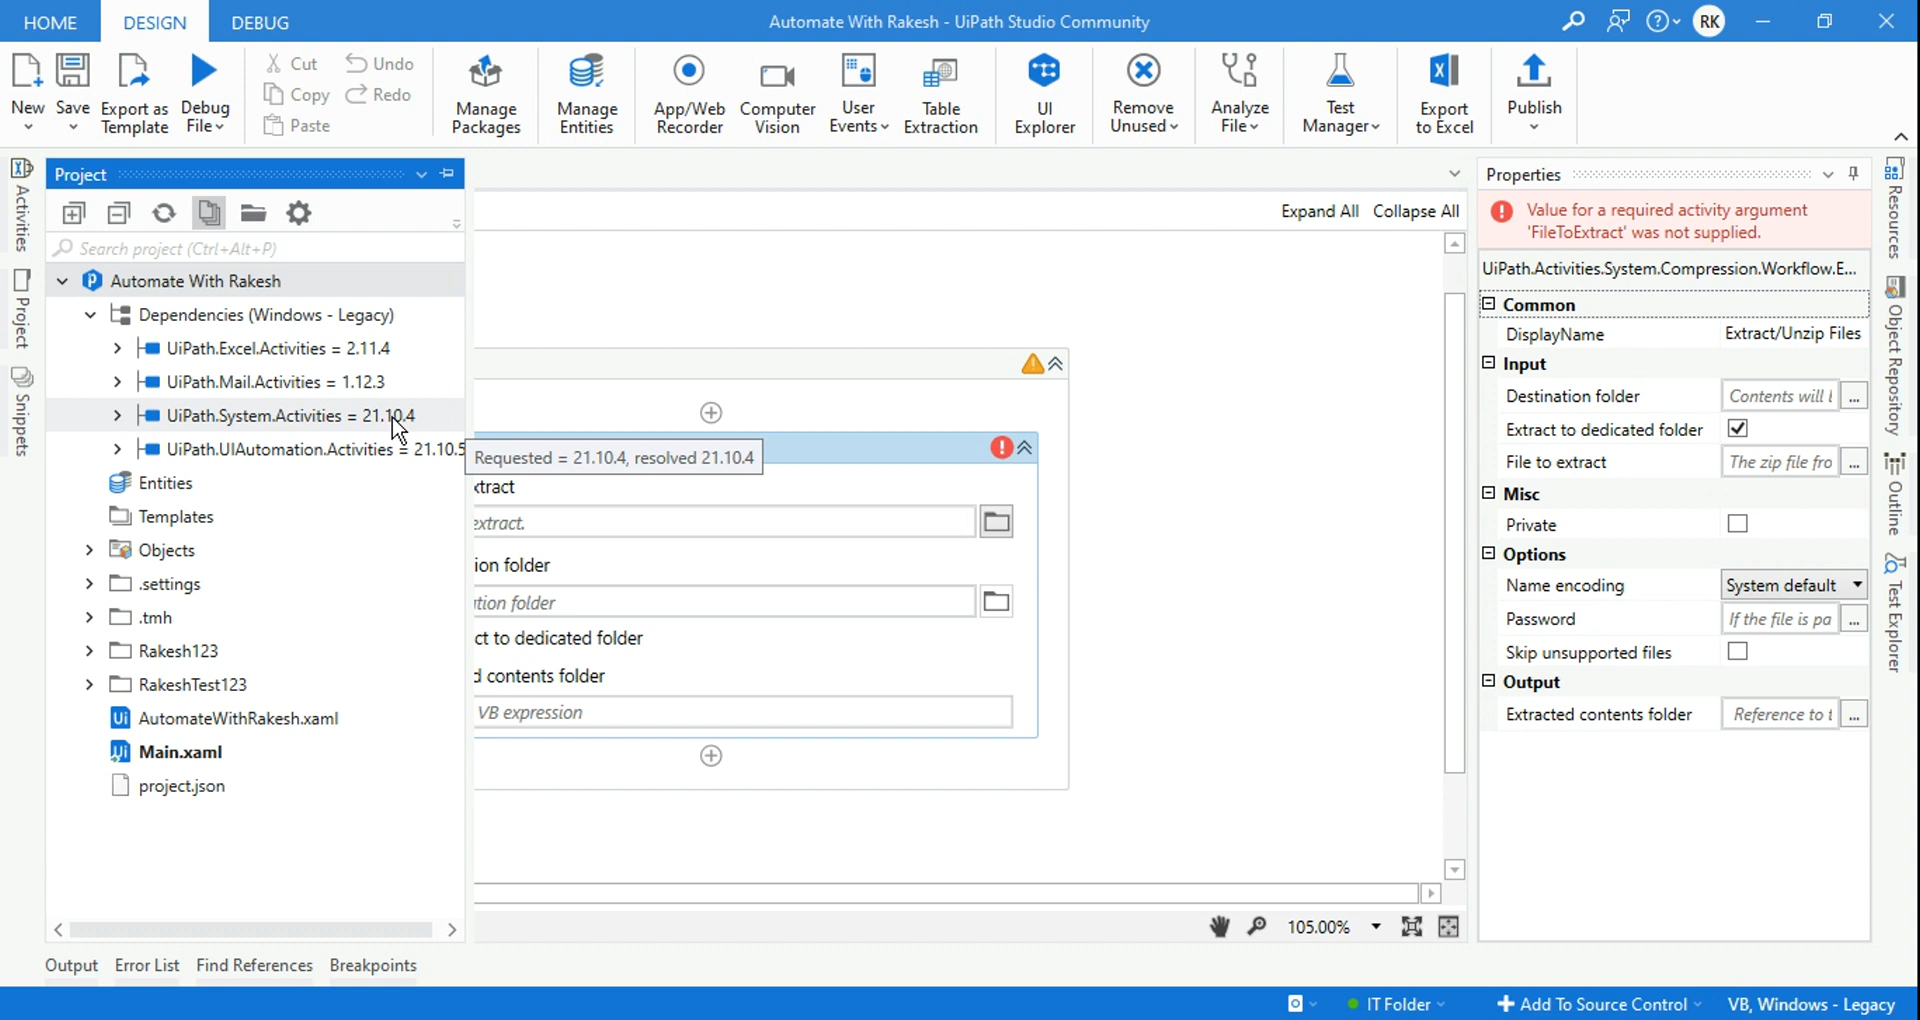 HOME DESIGN DEBUG Automate With Rakesh - UiPath Studio Community RK
New Save Export as Template Debug File Cut Copy Paste Undo Redo Manage Packages Manage Entities App/Web Recorder Computer Vision User Events Table Extraction UI Explorer Remove Unused Analyze File Test Manager Export to Excel Publish
Activities
Project
Snippets
Project
Search project (Ctrl+Alt+P)
Automate With Rakesh
Dependencies (Windows - Legacy)
UiPath.Excel.Activities = 2.11.4
UiPath.Mail.Activities = 1.12.3
UiPath.System.Activities = 21.10.4
UiPath.UIAutomation.Activities = 21.10.5
Entities
Templates
Objects
.settings
.tmh
Rakesh123
RakeshTest123
AutomateWithRakesh.xaml
Main.xaml
project.json
Expand All Collapse All
Requested = 21.10.4, resolved 21.10.4
xtract
extract.
ion folder
tion folder
ct to dedicated folder
d contents folder
VB expression
105.00%
Properties
Value for a required activity argument
'FileToExtract' was not supplied.
UiPath.Activities.System.Compression.Workflow.E...
Common
DisplayName Extract/Unzip Files
Input
Destination folder Contents will l ...
Extract to dedicated folder
File to extract The zip file fro ...
Misc
Private
Options
Name encoding System default
Password If the file is pa ...
Skip unsupported files
Output
Extracted contents folder Reference to t ...
Resources
Object Repository
Outline
Test Explorer
Output Error List Find References Breakpoints
IT Folder Add To Source Control VB, Windows - Legacy